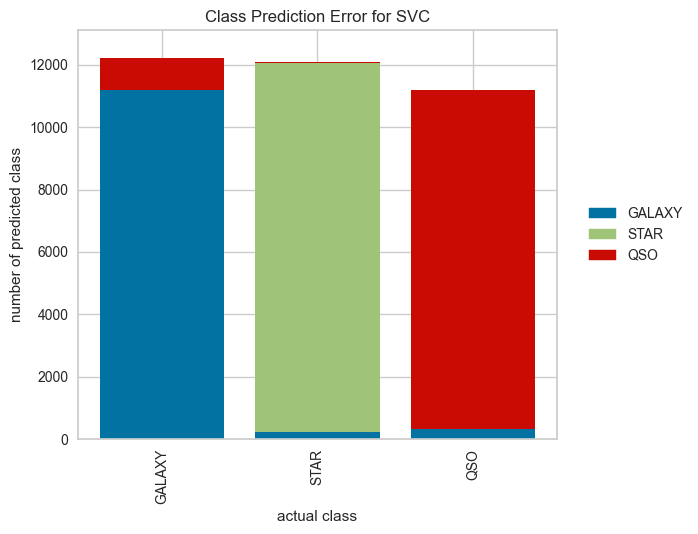 Class Prediction Error for SVC
number of predicted class
12000
10000
8000
6000
4000
2000
0
GALAXY
STAR
QSO
actual class
GALAXY
STAR
QSO